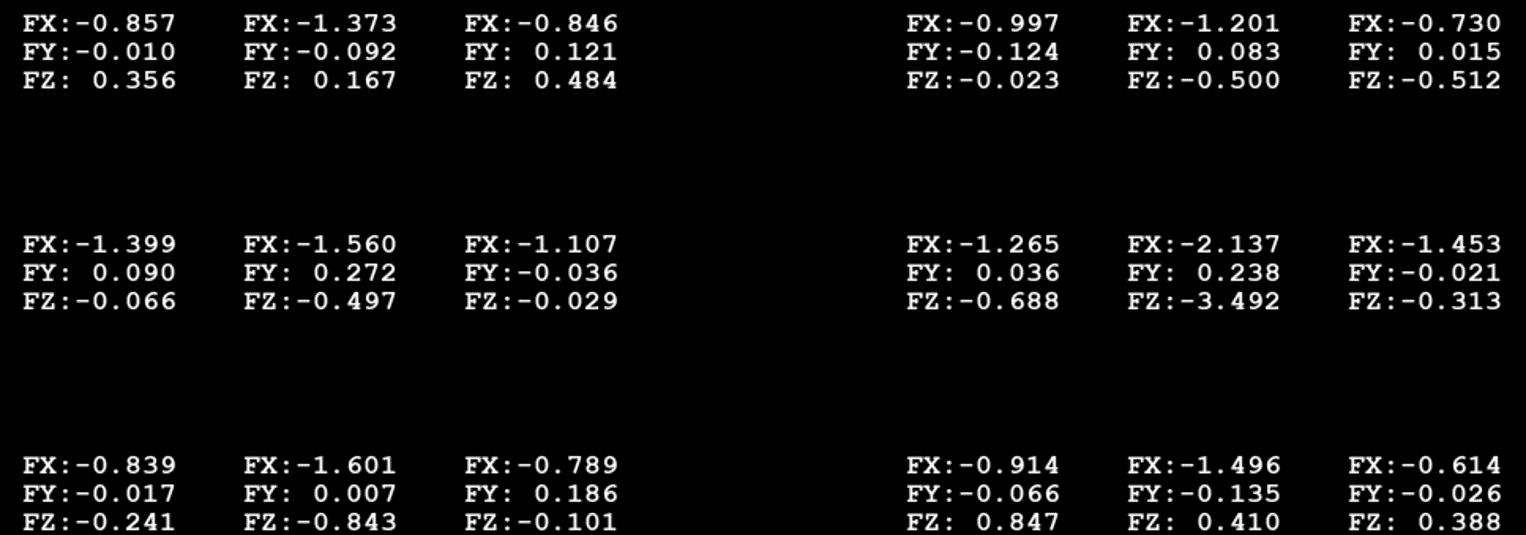 FX:-0.857 FX:-1.373 FX:-0.846 FX:-0.997 FX:-1.201 FX:-0.730
FY:-0.010 FY:-0.092 FY: 0.121 FY:-0.124 FY: 0.083 FY: 0.015
FZ: 0.356 FZ: 0.167 FZ: 0.484 FZ:-0.023 FZ:-0.500 FZ:-0.512
FX:-1.399 FX:-1.560 FX:-1.107 FX:-1.265 FX:-2.137 FX:-1.453
FY: 0.090 FY: 0.272 FY:-0.036 FY: 0.036 FY: 0.238 FY:-0.021
FZ:-0.066 FZ:-0.497 FZ:-0.029 FZ:-0.688 FZ:-3.492 FZ:-0.313
FX:-0.839 FX:-1.601 FX:-0.789 FX:-0.914 FX:-1.496 FX:-0.614
FY:-0.017 FY: 0.007 FY: 0.186 FY:-0.066 FY:-0.135 FY:-0.026
FZ:-0.241 FZ:-0.843 FZ:-0.101 FZ: 0.847 FZ: 0.410 FZ: 0.388